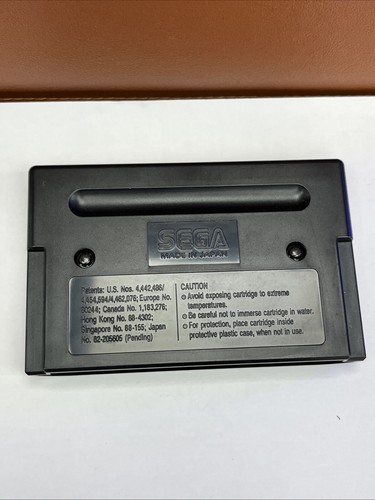 SEGA
MADE IN JAPAN
Patents: U.S. Nos. 4,442,486/
4,454,594/4,462,076; Europe No.
80244; Canada No. 1,183,276;
Hong Kong No. 88-4302;
Singapore No. 88-155; Japan
No. 82-205605 (Pending)
CAUTION
Avoid exposing cartridge to extreme
temperatures.
Be careful not to immerse cartridge in water.
For protection, place cartridge inside
protective plastic case, when not in use.